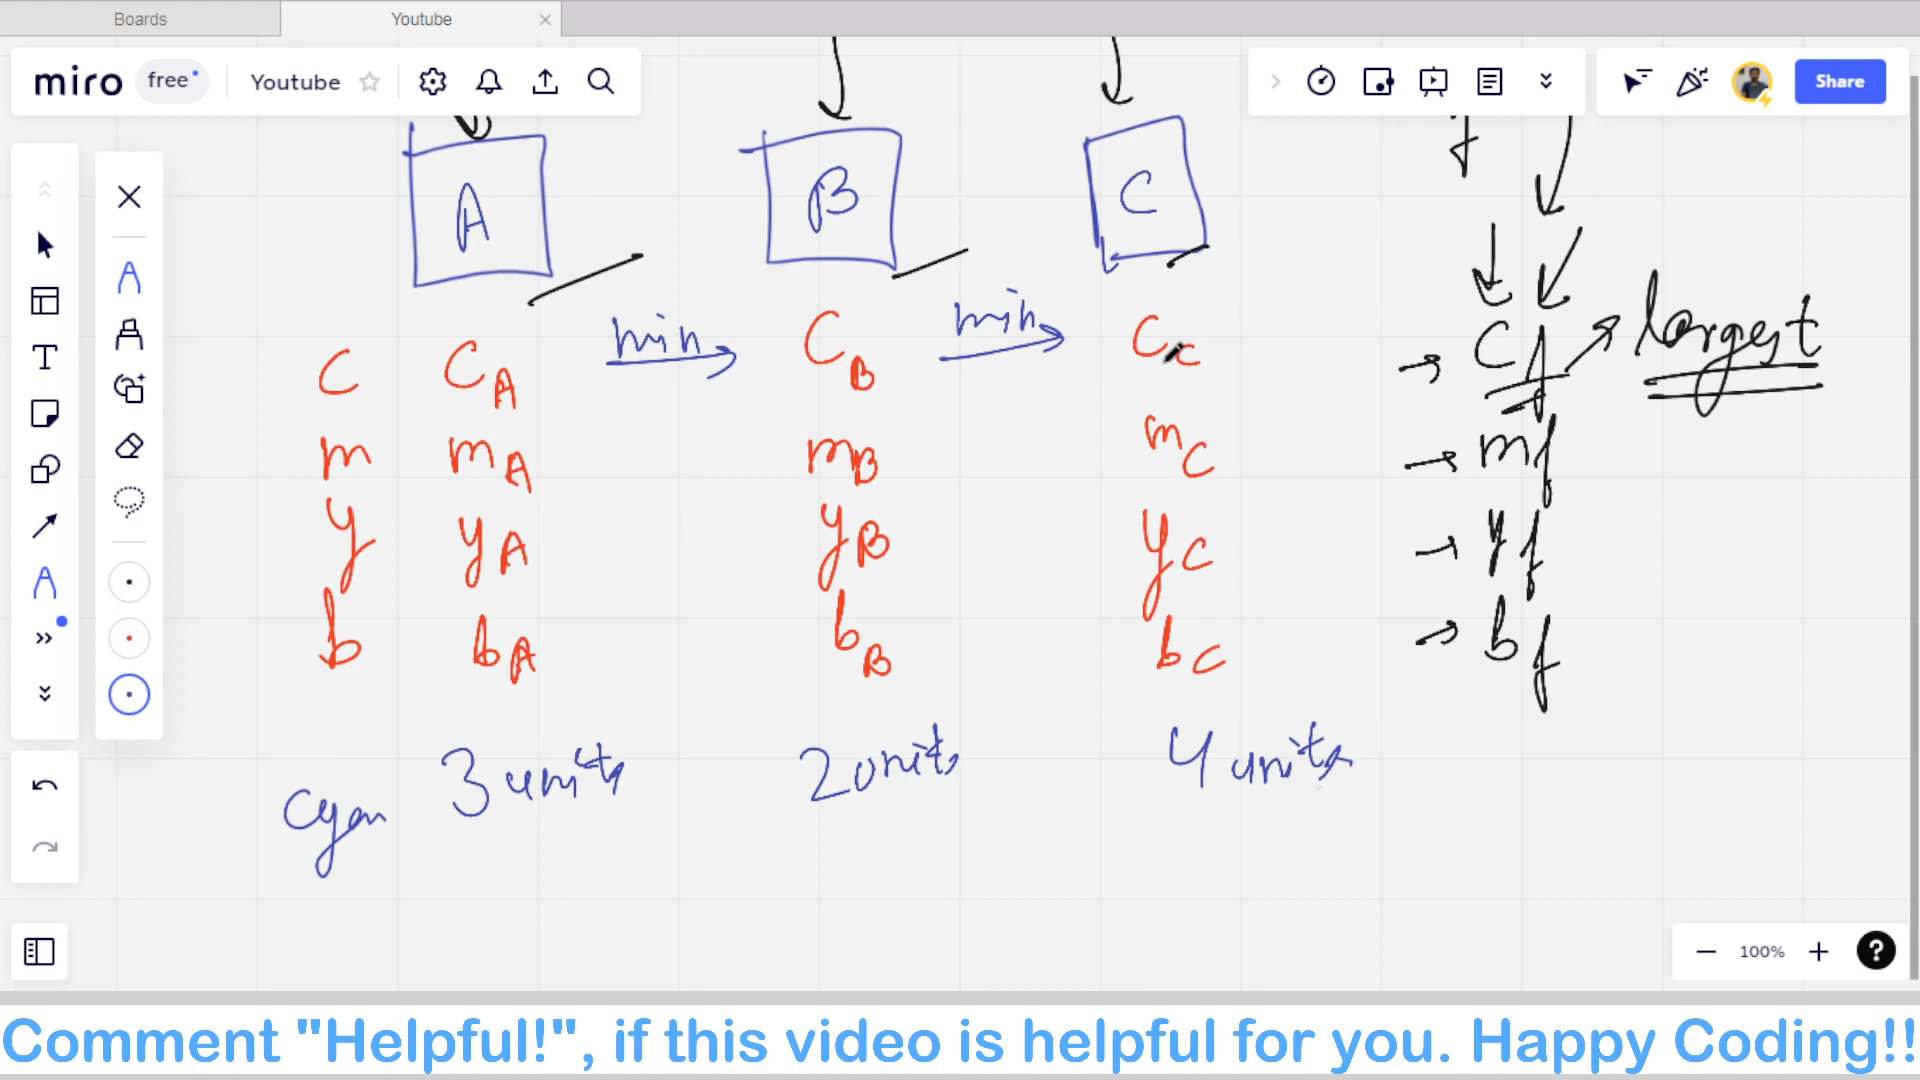 Boards Youtube
miro free Youtube Share
A B C
f
min min
C CA CB CC → Cf largest
m mA mB mC → mf
y yA yB yC → yf
b bA bB bC → bf
Cyan 3 units 2 units 4 units
100%
Comment "Helpful!", if this video is helpful for you. Happy Coding!!